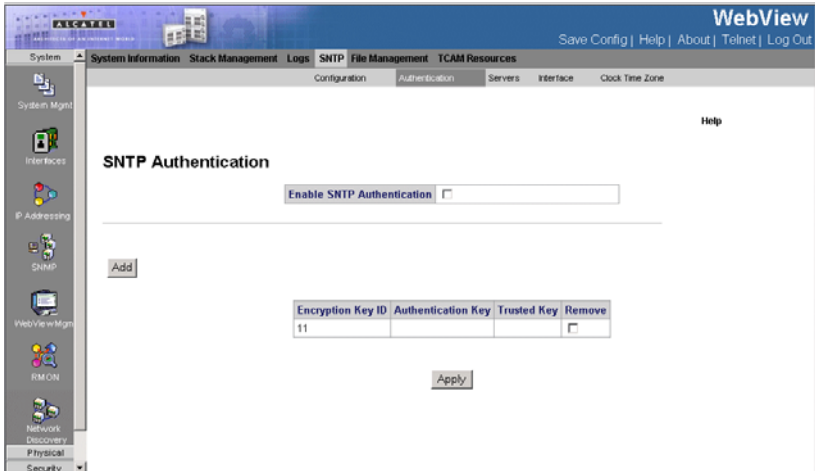 ALCATEL
WebView
Save Config | Help | About | Telnet | Log Out
System
System Information Stack Management Logs SNTP File Management TCAM Resources
Configuration Authentication Servers Interface Clock Time Zone
System Mgmt
Help
Interfaces
SNTP Authentication
Enable SNTP Authentication
IP Addressing
SNMP
Add
WebViewMgm
Encryption Key ID Authentication Key Trusted Key Remove
11
RMON
Apply
Network
Discovery
Physical
Security